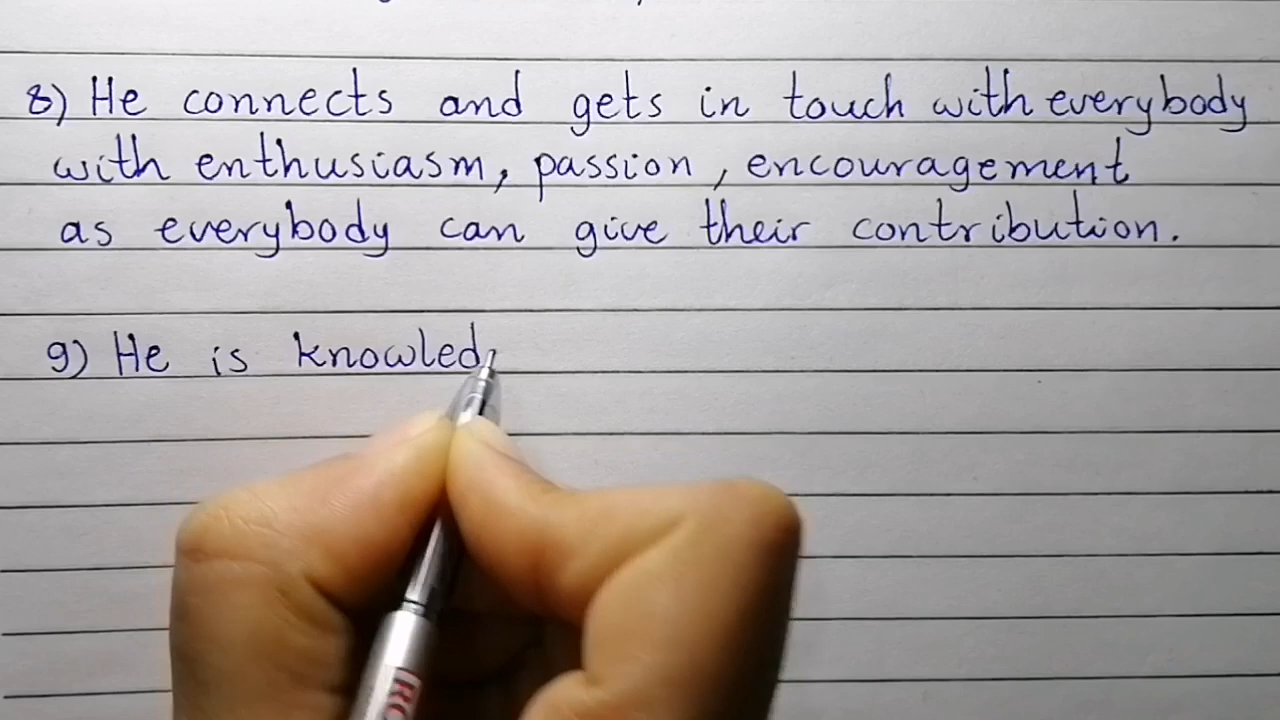 8) He connects and gets in touch with everybody
with enthusiasm, passion, encouragement
as everybody can give their contribution.
9) He is knowled